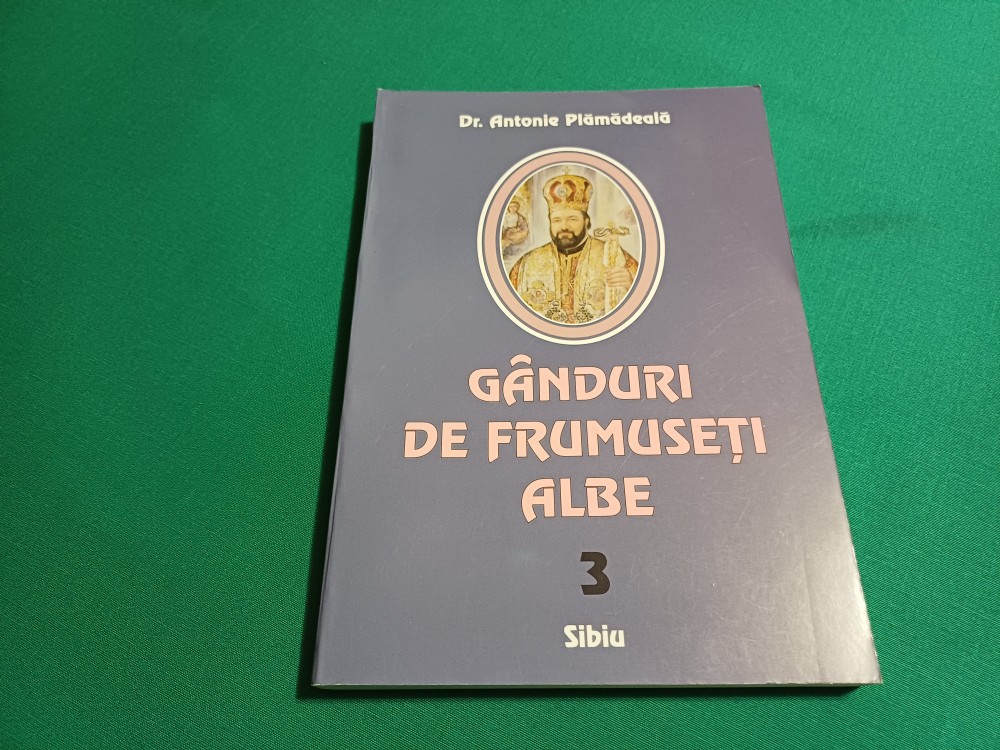 Dr. Antonie Plămădeală
GÂNDURI
DE FRUMUSEȚI
ALBE
3
Sibiu